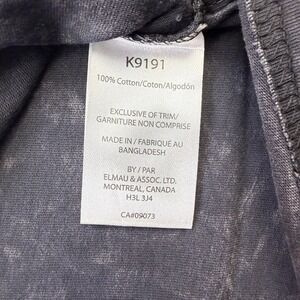 K9191
100% Cotton/Coton/Algodón
EXCLUSIVE OF TRIM/
GARNITURE NON COMPRISE
MADE IN / FABRIQUÉ AU
BANGLADESH
BY / PAR
ELMAU & ASSOC. LTD.
MONTREAL, CANADA
H3L 3J4
CA#09073